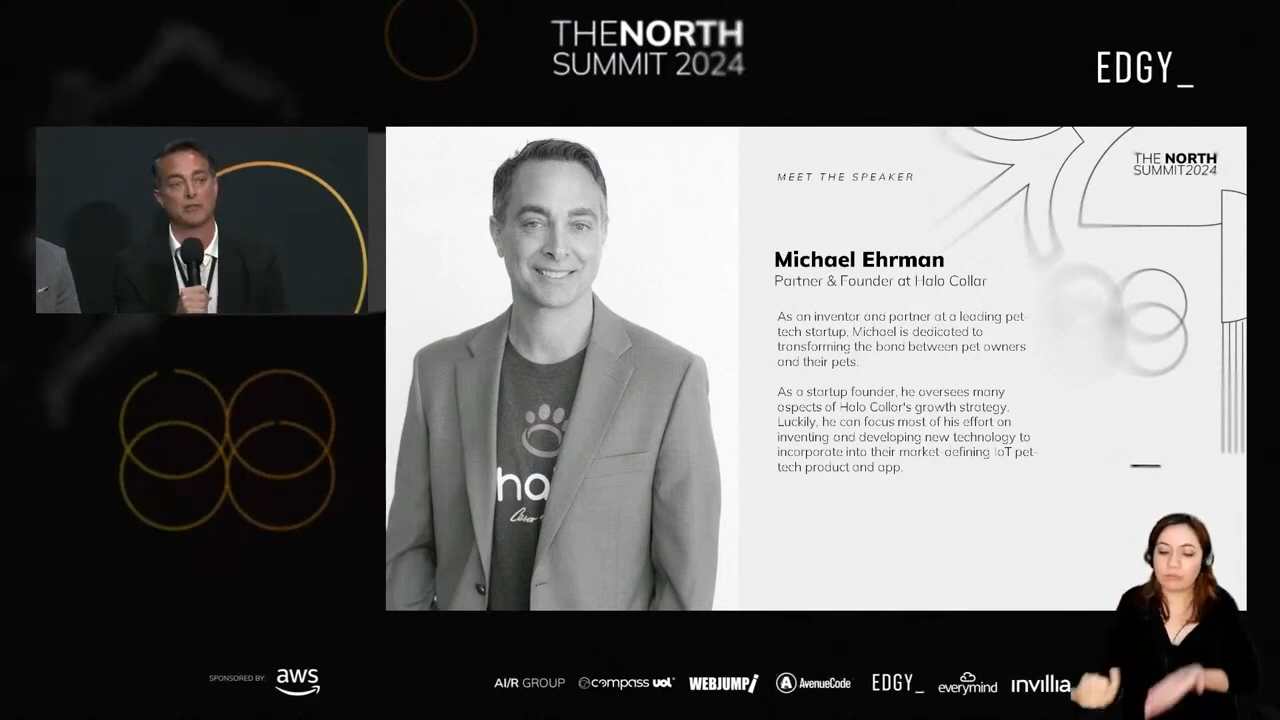 THENORTH
SUMMIT 2024
EDGY_
MEET THE SPEAKER
THE NORTH
SUMMIT2024
Michael Ehrman
Partner & Founder at Halo Collar
As an inventor and partner at a leading pet-
tech startup, Michael is dedicated to
transforming the bond between pet owners
and their pets.
As a startup founder, he oversees many
aspects of Halo Collar's growth strategy.
Luckily, he can focus most of his effort on
inventing and developing new technology to
incorporate into their market-defining IoT pet-
tech product and app.
ha
SPONSORED BY: aws
AI/R GROUP compass uol WEBJUMP AvenueCode EDGY_ everymind invillia